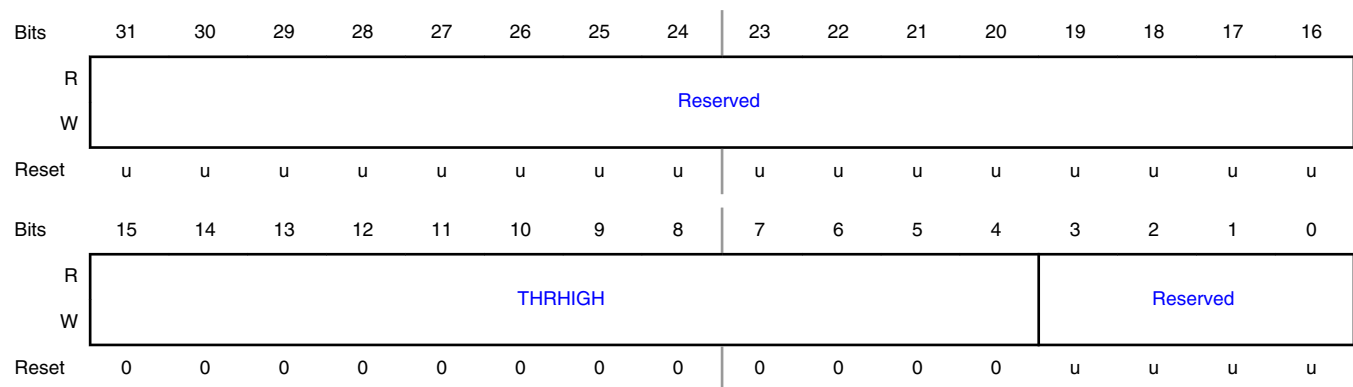 Bits 31 30 29 28 27 26 25 24 23 22 21 20 19 18 17 16
R
Reserved
W
Reset u u u u u u u u u u u u u u u u
Bits 15 14 13 12 11 10 9 8 7 6 5 4 3 2 1 0
R
THRHIGH Reserved
W
Reset 0 0 0 0 0 0 0 0 0 0 0 0 u u u u